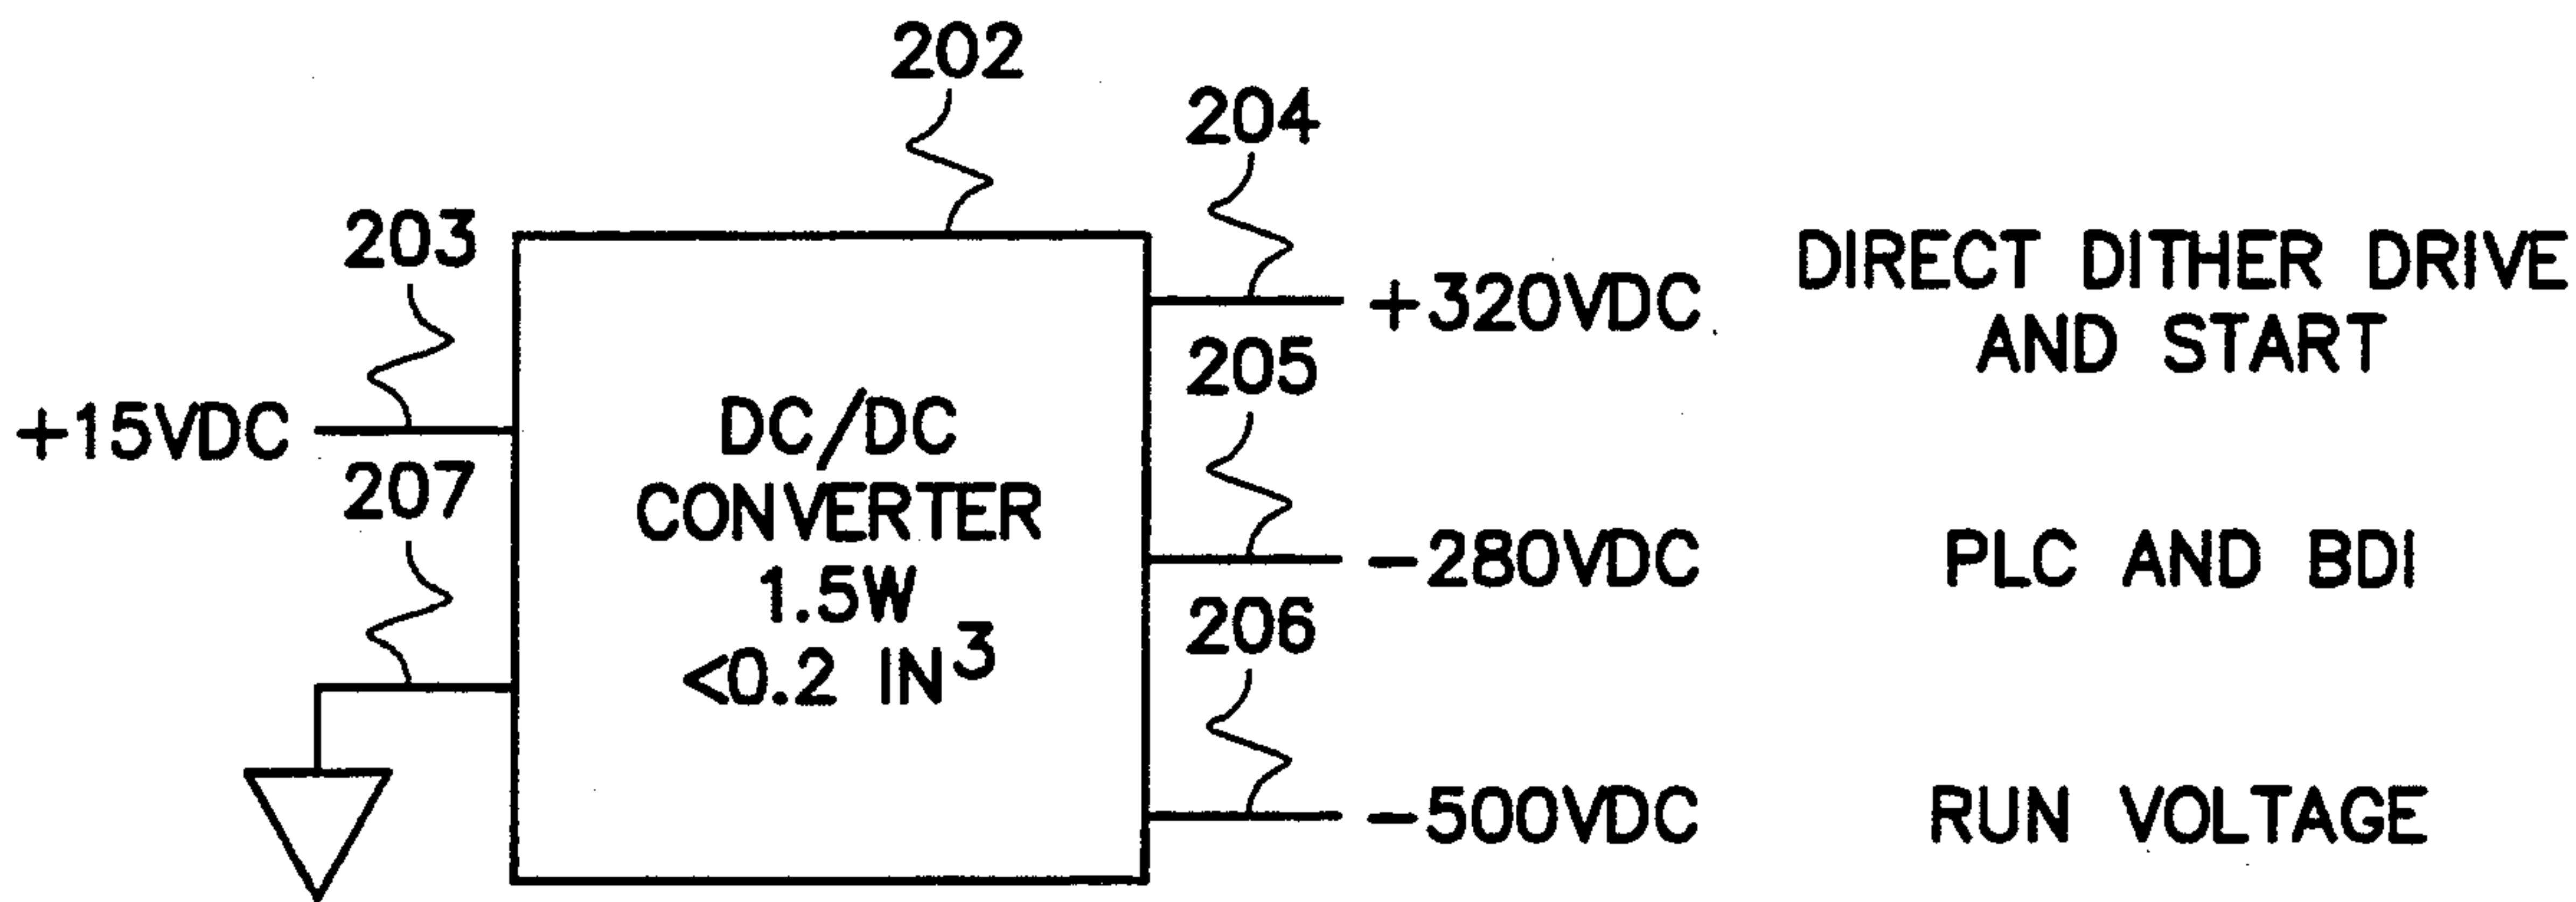 202
204
203
+320VDC
DIRECT DITHER DRIVE
AND START
205
+15VDC
207
DC/DC
CONVERTER
1.5W
<0.2 IN³
-280VDC
PLC AND BDI
206
-500VDC
RUN VOLTAGE